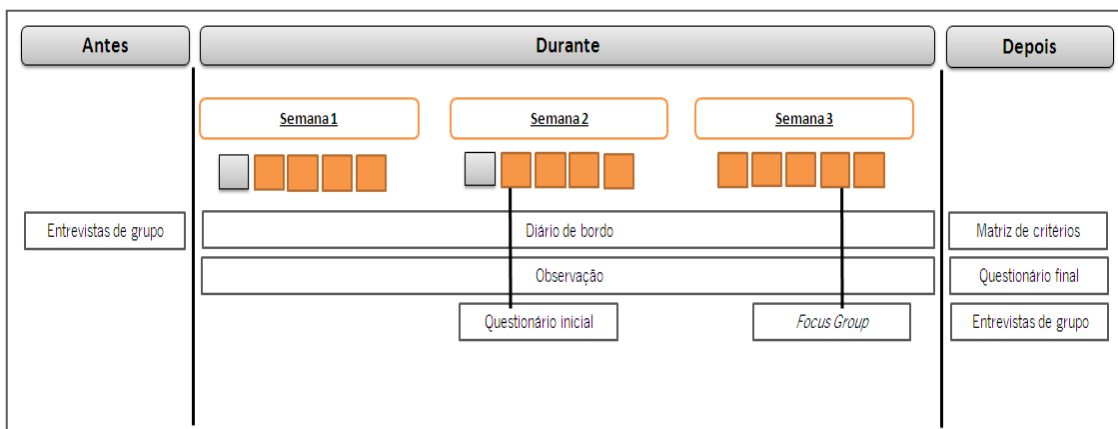 Antes
Durante
Depois
Semana 1
Semana 2
Semana 3
Entrevistas de grupo
Diário de bordo
Matriz de critérios
Observação
Questionário final
Questionário inicial
Focus Group
Entrevistas de grupo